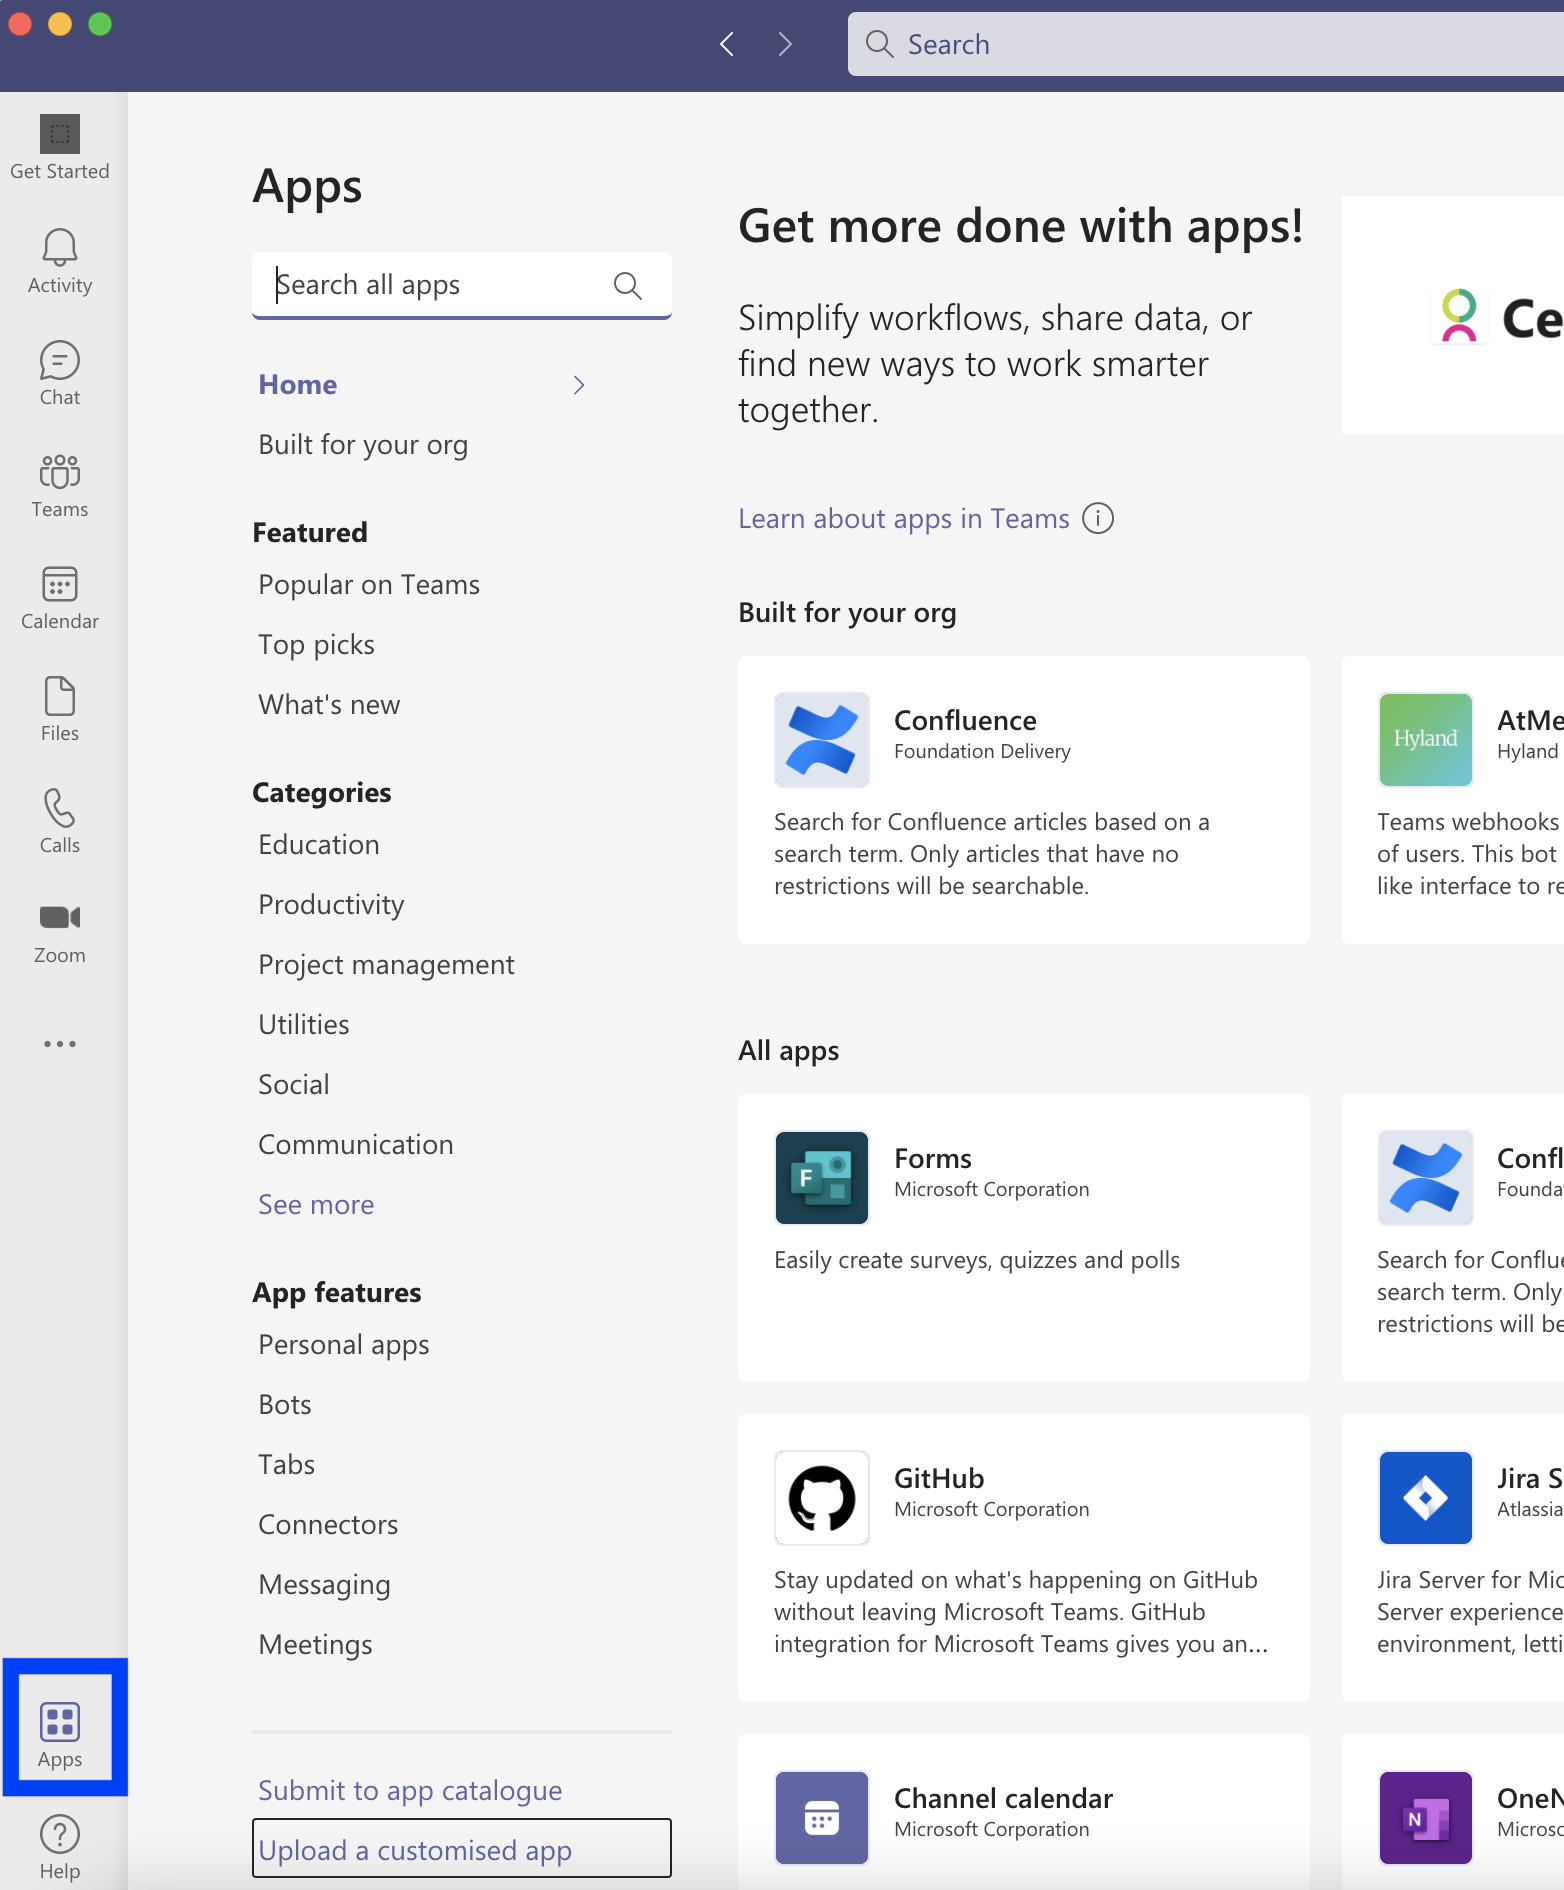 Search
Get Started
Activity
Chat
Teams
Calendar
Files
Calls
Zoom
Apps
Help
Apps
Search all apps
Home
Built for your org
Featured
Popular on Teams
Top picks
What's new
Categories
Education
Productivity
Project management
Utilities
Social
Communication
See more
App features
Personal apps
Bots
Tabs
Connectors
Messaging
Meetings
Submit to app catalogue
Upload a customised app
Get more done with apps!
Simplify workflows, share data, or
find new ways to work smarter
together.
Learn about apps in Teams
Ce
Built for your org
Confluence
Foundation Delivery
Search for Confluence articles based on a
search term. Only articles that have no
restrictions will be searchable.
Hyland
AtMe
Hyland
Teams webhooks
of users. This bot
like interface to re
All apps
F
Forms
Microsoft Corporation
Easily create surveys, quizzes and polls
Confl
Founda
Search for Conflue
search term. Only
restrictions will be
GitHub
Microsoft Corporation
Stay updated on what's happening on GitHub
without leaving Microsoft Teams. GitHub
integration for Microsoft Teams gives you an...
Jira S
Atlassia
Jira Server for Mic
Server experience
environment, letti
Channel calendar
Microsoft Corporation
N
OneN
Microso